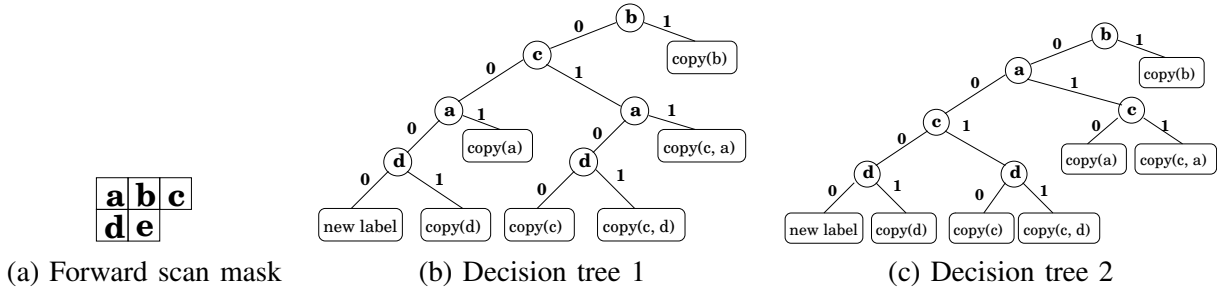 a b c
d e
(a) Forward scan mask
b
0 1
c copy(b)
0 1
a a
0 1 0 1
d copy(a) d copy(c, a)
0 1 0 1
new label copy(d) copy(c) copy(c, d)
(b) Decision tree 1
b
0 1
a copy(b)
0 1
c c
0 1 0 1
d d copy(a) copy(c, a)
0 1 0 1
new label copy(d) copy(c) copy(c, d)
(c) Decision tree 2